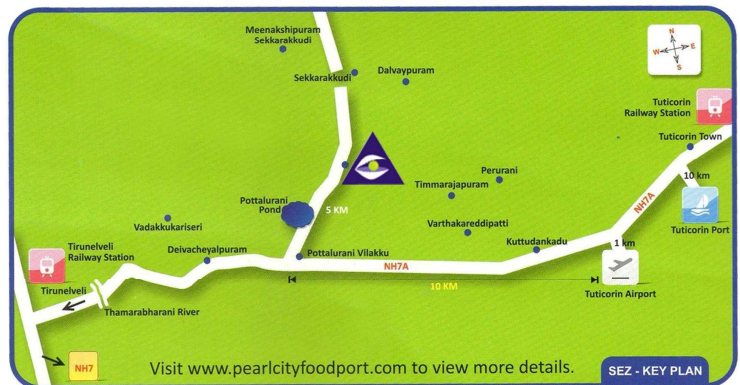 Meenakshipuram
Sekkarakkudi
N
W
E
S
Sekkarakkudi
Dalvaypuram
Tuticorin
Railway Station
Tuticorin Town
Perurani
10 km
Timmarajapuram
Pottalurani
Pond
5 KM
NH7A
Vadakkukariseri
Varthakareddipatti
Tuticorin Port
Tirunelveli
Railway Station
Deivacheyalpuram
Pottalurani Vilakku
Kuttudankadu
1 km
NH7A
10 KM
Tirunelveli
Tuticorin Airport
Thamarabharani River
NH7
Visit www.pearlcityfoodport.com to view more details.
SEZ - KEY PLAN